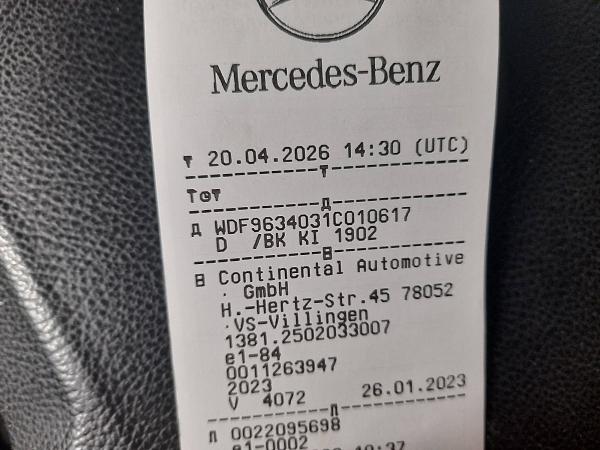 Mercedes-Benz
▼ 20.04.2026 14:30 (UTC)
------------▼------------
T⊙▼
------------д------------
д WDF9634031C010617
D /BK KI 1902
------------B------------
B Continental Automotive
. GmbH
H.-Hertz-Str.45 78052
.VS-Villingen
1381.2502033007
e1-84
0011263947
2023
V 4072 26.01.2023
------------п------------
п 0022095698
e1-0002